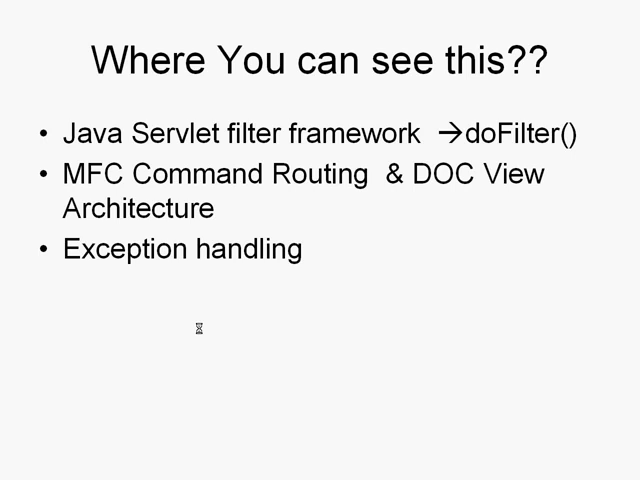 Where You can see this??
• Java Servlet filter framework →doFilter()
• MFC Command Routing & DOC View
Architecture
• Exception handling